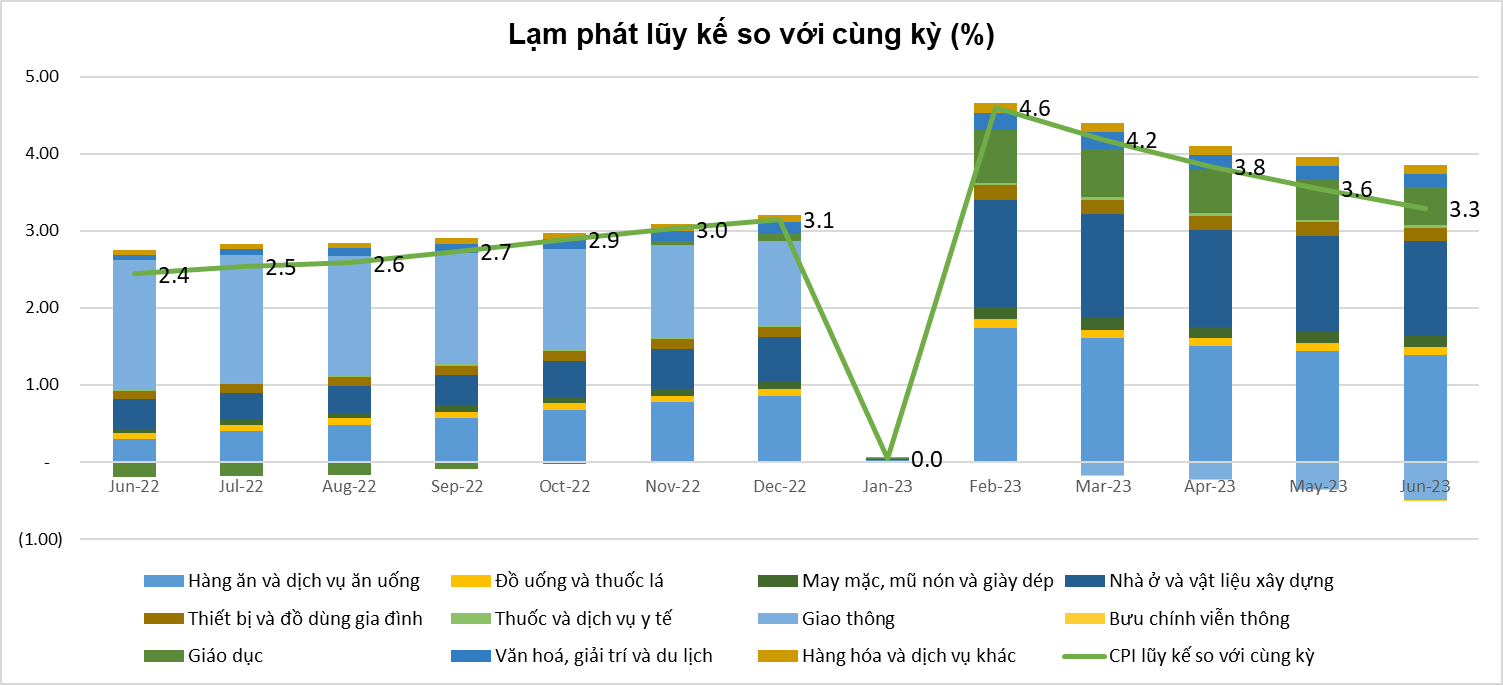 Lạm phát lũy kế so với cùng kỳ (%)
5.00
4.00
3.00
2.00
1.00
-
(1.00)
2.4
2.5
2.6
2.7
2.9
3.0
3.1
0.0
4.6
4.2
3.8
3.6
3.3
Jun-22
Jul-22
Aug-22
Sep-22
Oct-22
Nov-22
Dec-22
Jan-23
Feb-23
Mar-23
Apr-23
May-23
Jun-23
Hàng ăn và dịch vụ ăn uống
Đồ uống và thuốc lá
May mặc, mũ nón và giày dép
Nhà ở và vật liệu xây dựng
Thiết bị và đồ dùng gia đình
Thuốc và dịch vụ y tế
Giao thông
Bưu chính viễn thông
Giáo dục
Văn hoá, giải trí và du lịch
Hàng hóa và dịch vụ khác
CPI lũy kế so với cùng kỳ